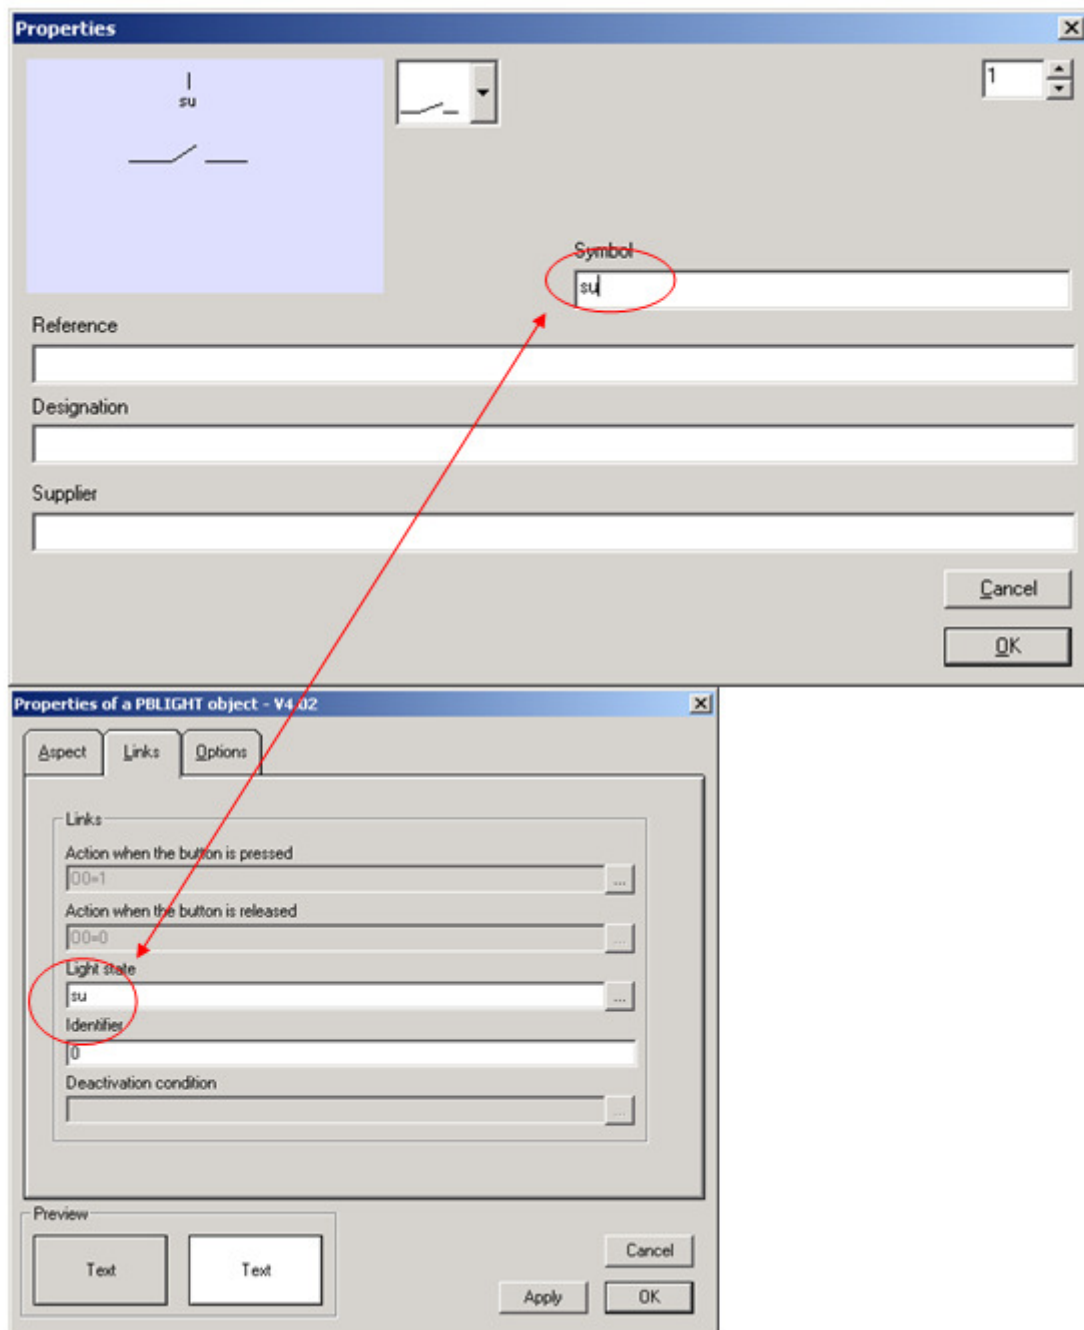 Properties
su
1
Symbol
su
Reference
Designation
Supplier
Cancel
OK
Properties of a PBLIGHT object - V4.02
Aspect
Links
Options
Links
Action when the button is pressed
O0=1
...
Action when the button is released
O0=0
...
Light state
su
...
Identifier
0
Deactivation condition
...
Preview
Text
Text
Cancel
Apply
OK